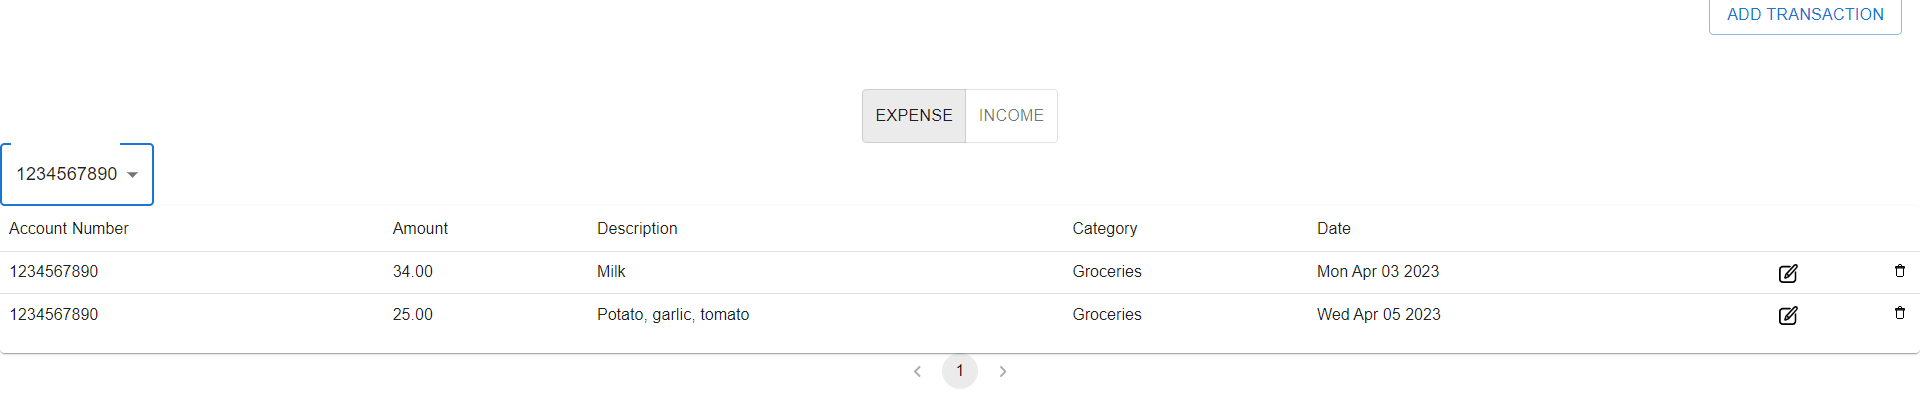 ADD TRANSACTION
EXPENSE INCOME
1234567890
Account Number Amount Description Category Date
1234567890 34.00 Milk Groceries Mon Apr 03 2023
1234567890 25.00 Potato, garlic, tomato Groceries Wed Apr 05 2023
1